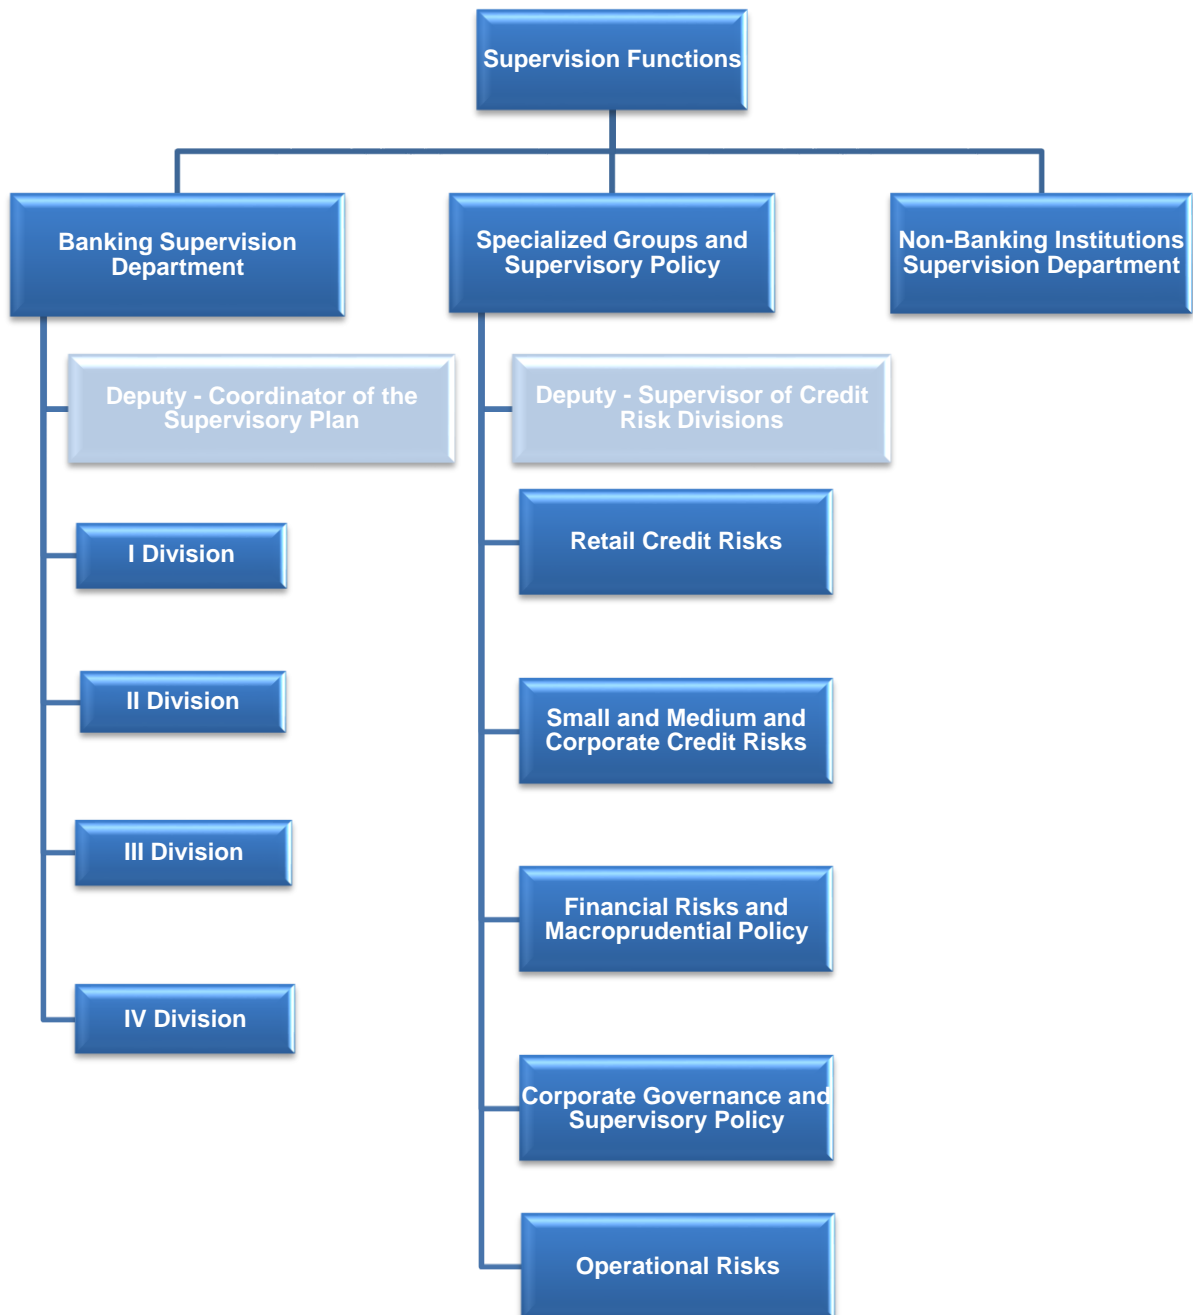 Supervision Functions
Banking Supervision
Department
Specialized Groups and
Supervisory Policy
Non-Banking Institutions
Supervision Department
Deputy - Coordinator of the
Supervisory Plan
I Division
II Division
III Division
IV Division
Deputy - Supervisor of Credit
Risk Divisions
Retail Credit Risks
Small and Medium and
Corporate Credit Risks
Financial Risks and
Macroprudential Policy
Corporate Governance and
Supervisory Policy
Operational Risks